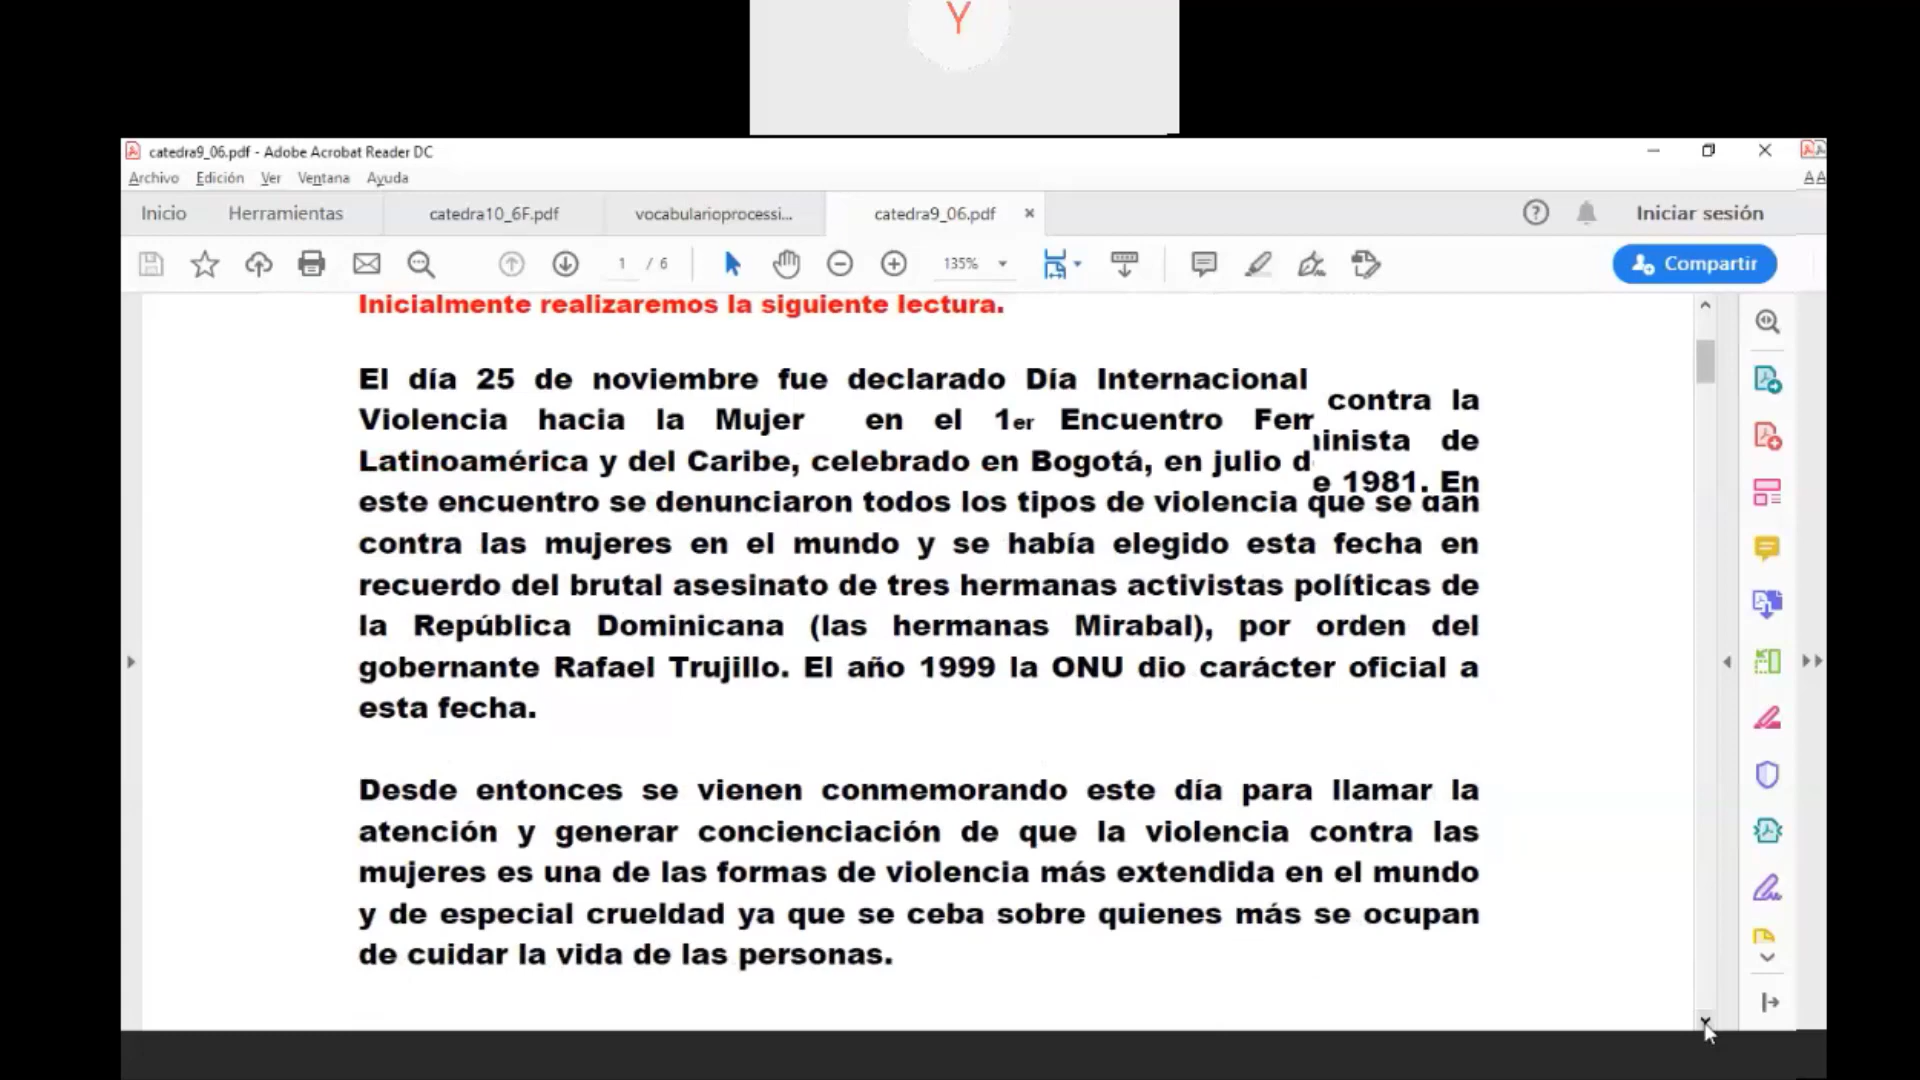 Y
catedra9_06.pdf - Adobe Acrobat Reader DC
Archivo Edición Ver Ventana Ayuda
Inicio Herramientas catedra10_6F.pdf vocabularioprocessi... catedra9_06.pdf × Iniciar sesión
1 / 6 135% Compartir
Inicialmente realizaremos la siguiente lectura.
El día 25 de noviembre fue declarado Día Internacional contra la
Violencia hacia la Mujer en el 1er Encuentro Feminista de
Latinoamérica y del Caribe, celebrado en Bogotá, en julio de 1981. En
este encuentro se denunciaron todos los tipos de violencia que se dan
contra las mujeres en el mundo y se había elegido esta fecha en
recuerdo del brutal asesinato de tres hermanas activistas políticas de
la República Dominicana (las hermanas Mirabal), por orden del
gobernante Rafael Trujillo. El año 1999 la ONU dio carácter oficial a
esta fecha.
Desde entonces se vienen conmemorando este día para llamar la
atención y generar concienciación de que la violencia contra las
mujeres es una de las formas de violencia más extendida en el mundo
y de especial crueldad ya que se ceba sobre quienes más se ocupan
de cuidar la vida de las personas.